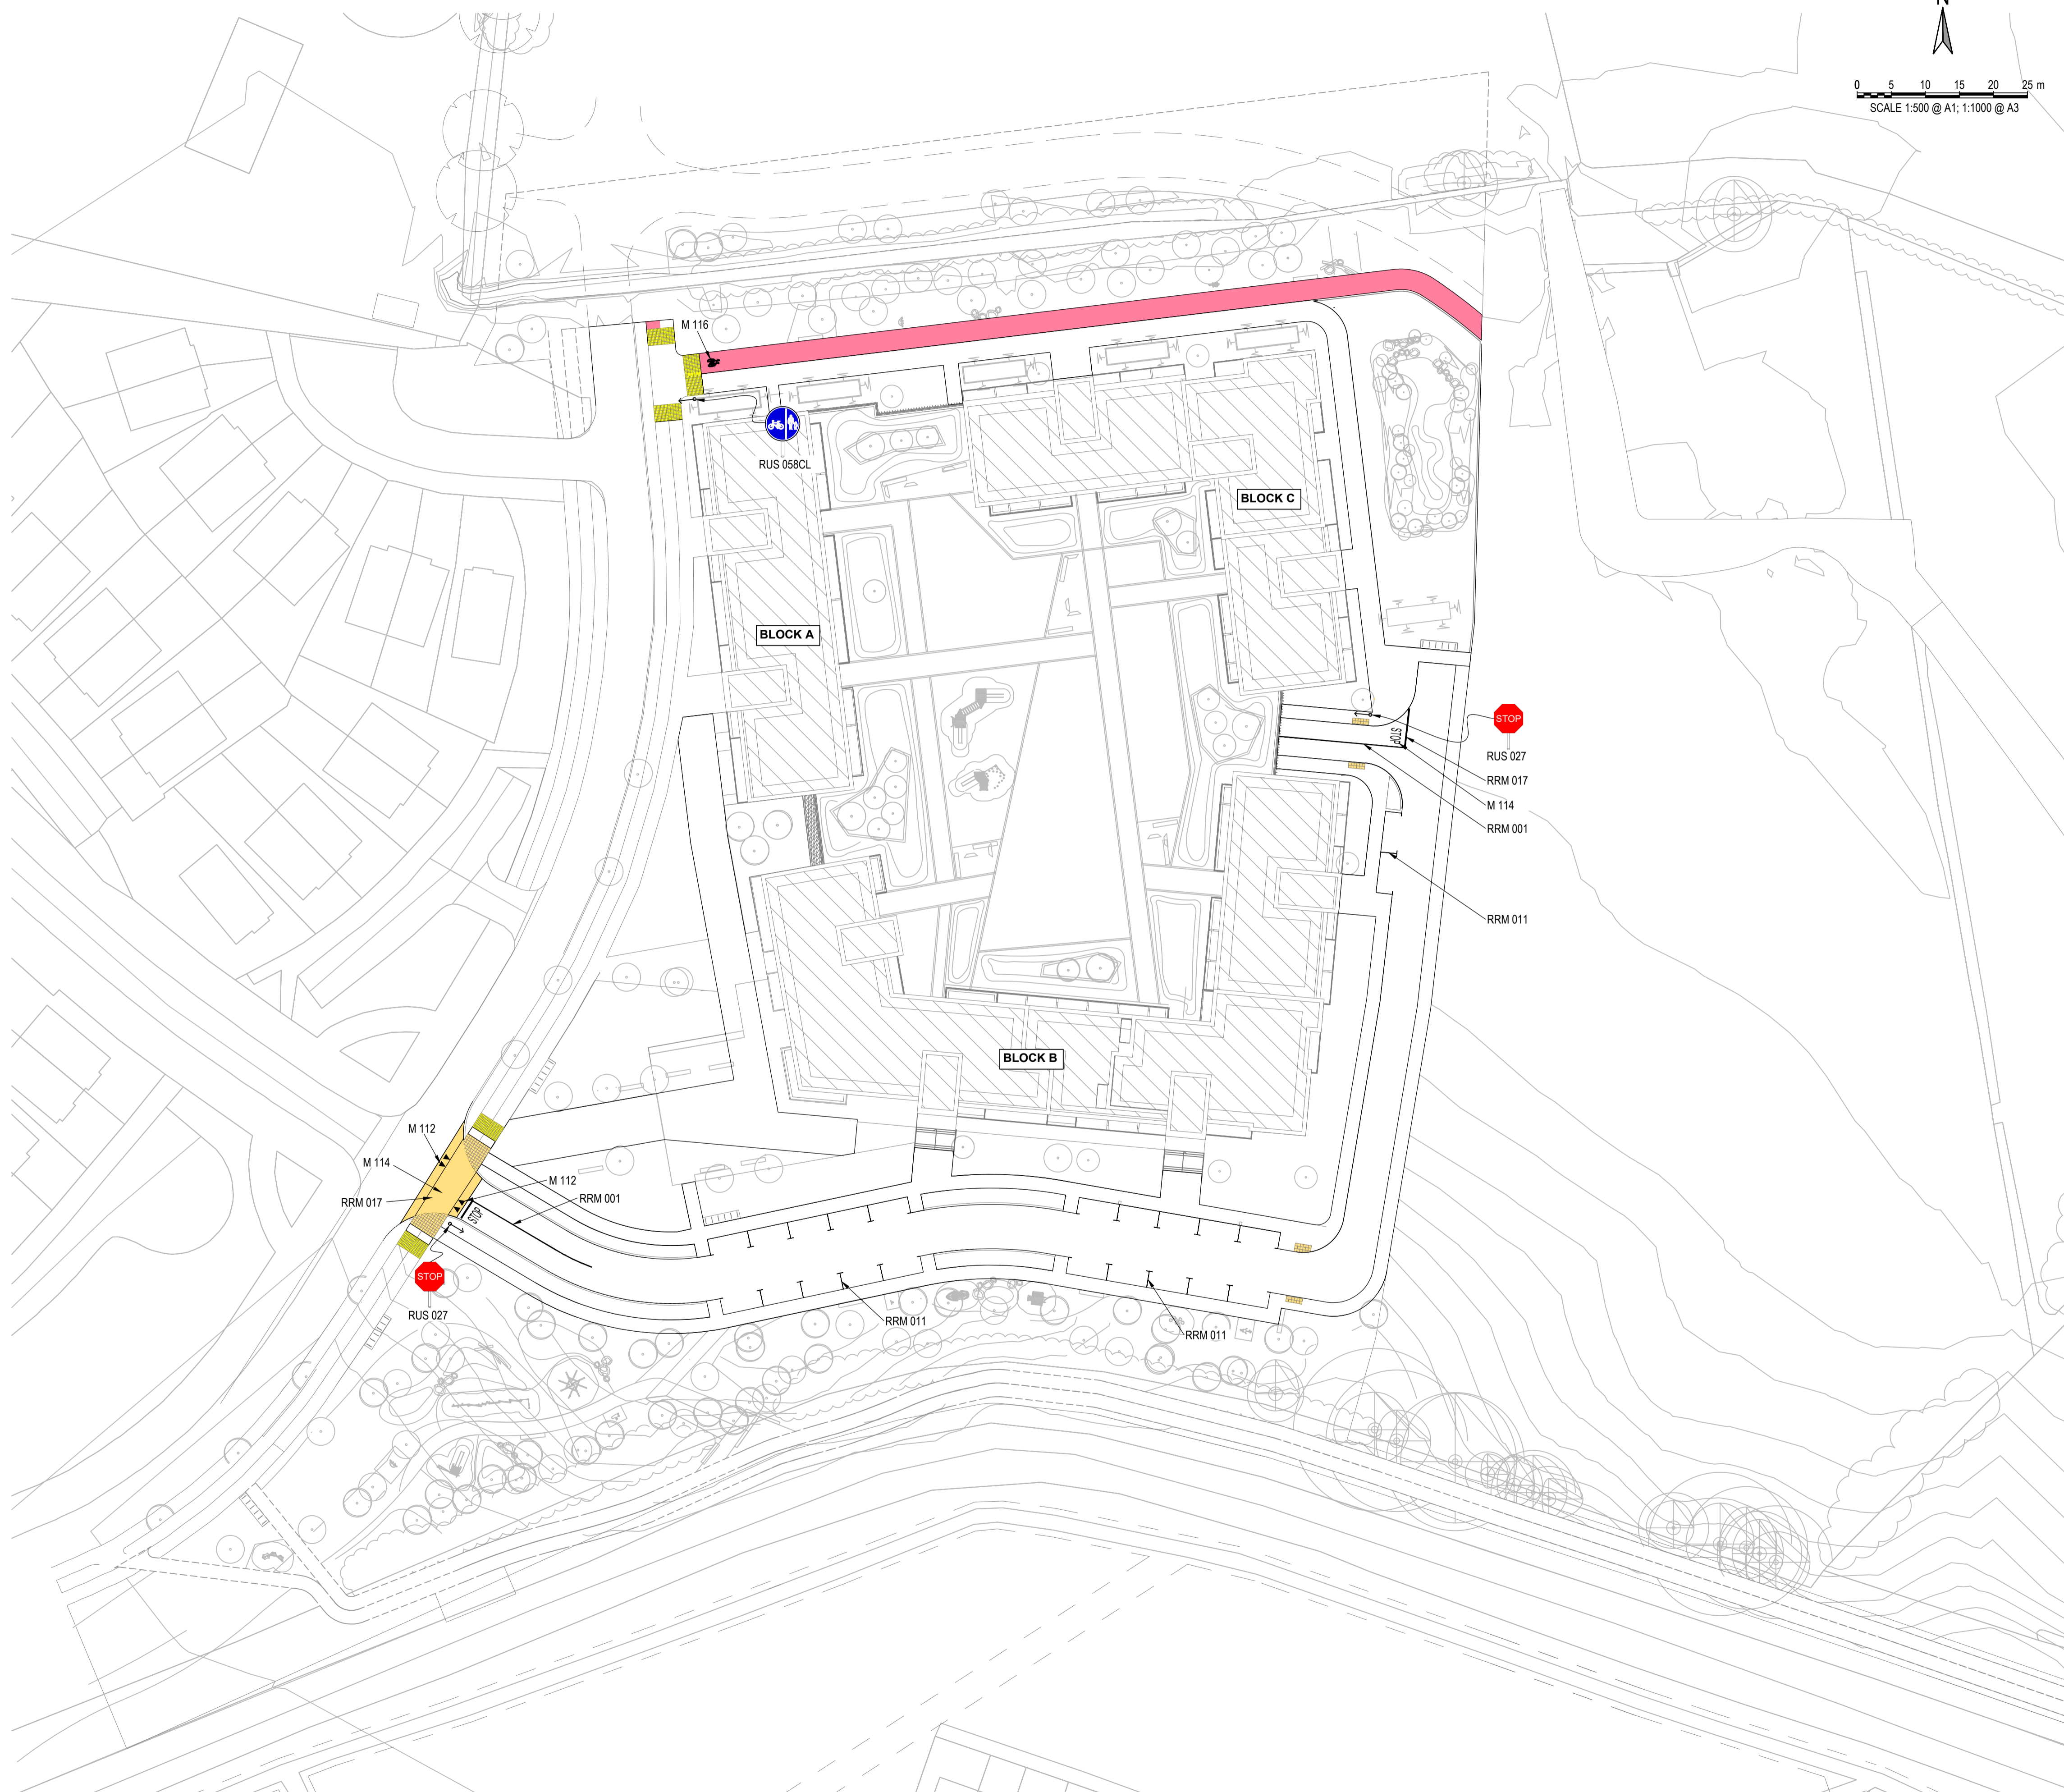 N
0 5 10 15 20 25 m
SCALE 1:500 @ A1; 1:1000 @ A3
M 116
RUS 058CL
BLOCK C
BLOCK A
STOP
STOP
RUS 027
RRM 017
M 114
RRM 001
RRM 011
BLOCK B
M 112
M 114
M 112
RRM 017
RRM 001
STOP
STOP
RUS 027
RRM 011
RRM 011